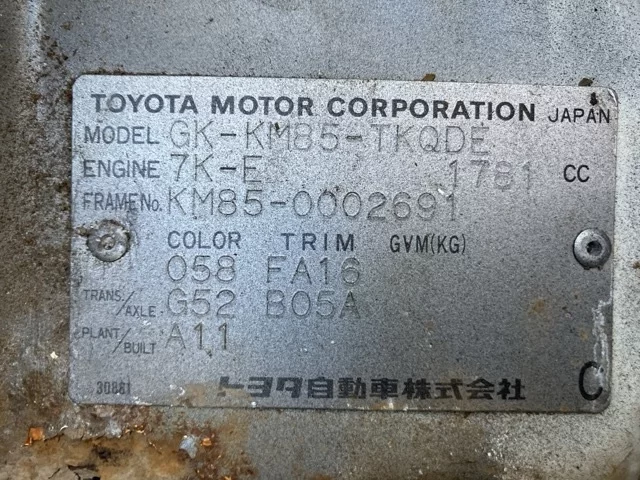 TOYOTA MOTOR CORPORATION JAPAN
MODEL GK-KM85-TKQDE
ENGINE 7K-E 1781 CC
FRAME No. KM85-0002691
COLOR TRIM GVM(KG)
058 FA16
TRANS/AXLE G52 B05A
PLANT/BUILT A11
30881 トヨタ自動車株式会社 C